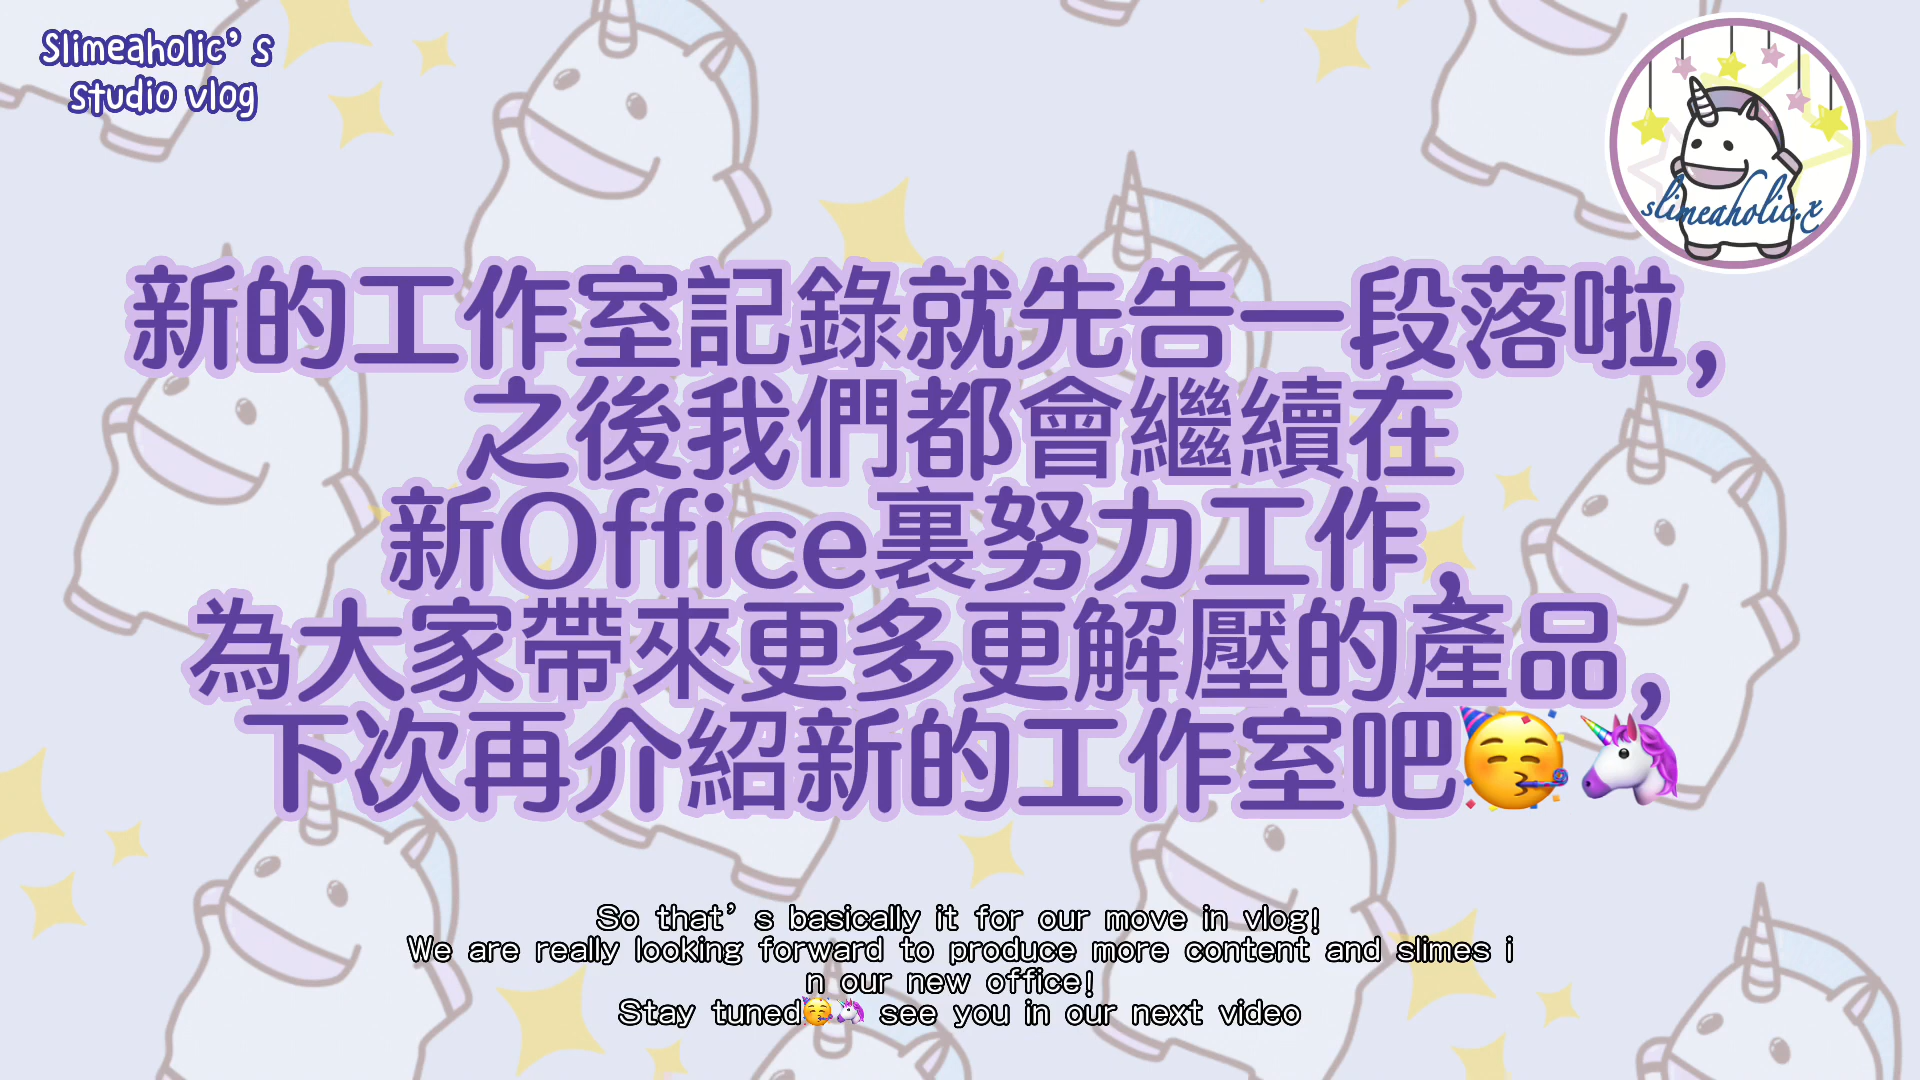 Slimeaholic’s
studio vlog
slimeaholic.x
新的工作室記錄就先告一段落啦,
之後我們都會繼續在
新Office裏努力工作,
為大家帶來更多更解壓的產品,
下次再介紹新的工作室吧🥳🦄
So that’s basically it for our move in vlog!
We are really looking forward to produce more content and slimes i
n our new office!
Stay tuned🥳🦄 see you in our next video